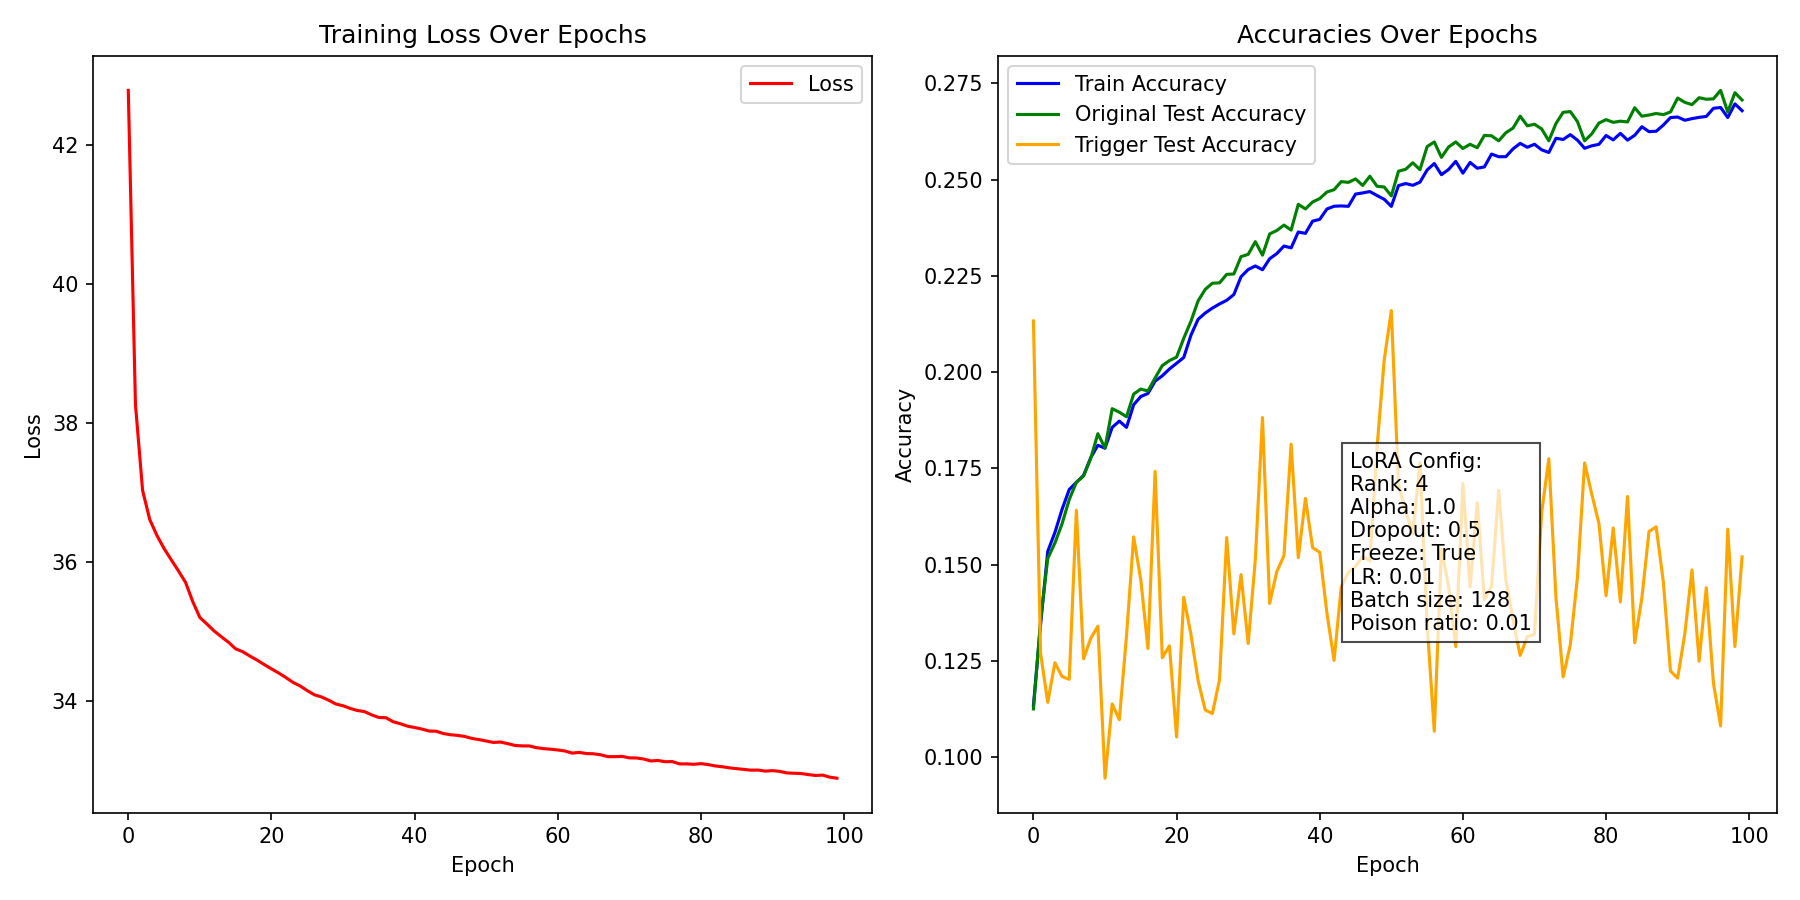 Training Loss Over Epochs
Loss
42
40
38
36
34
Loss
0
20
40
60
80
100
Epoch
Accuracies Over Epochs
Train Accuracy
Original Test Accuracy
Trigger Test Accuracy
0.275
0.250
0.225
0.200
0.175
0.150
0.125
0.100
Accuracy
LoRA Config:
Rank: 4
Alpha: 1.0
Dropout: 0.5
Freeze: True
LR: 0.01
Batch size: 128
Poison ratio: 0.01
0
20
40
60
80
100
Epoch